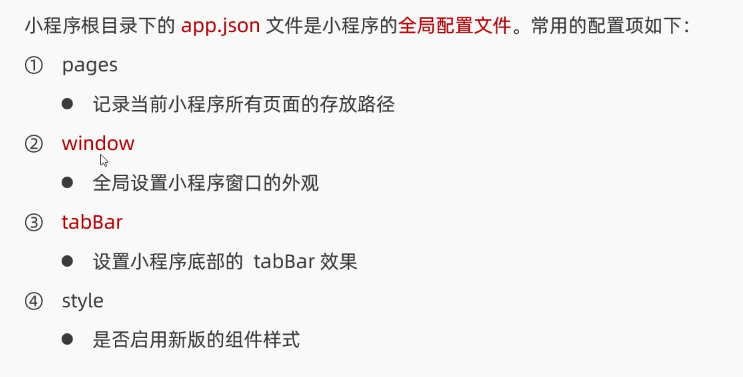 小程序根目录下的 app.json 文件是小程序的全局配置文件。常用的配置项如下：
① pages
● 记录当前小程序所有页面的存放路径
② window
● 全局设置小程序窗口的外观
③ tabBar
● 设置小程序底部的 tabBar 效果
④ style
● 是否启用新版的组件样式